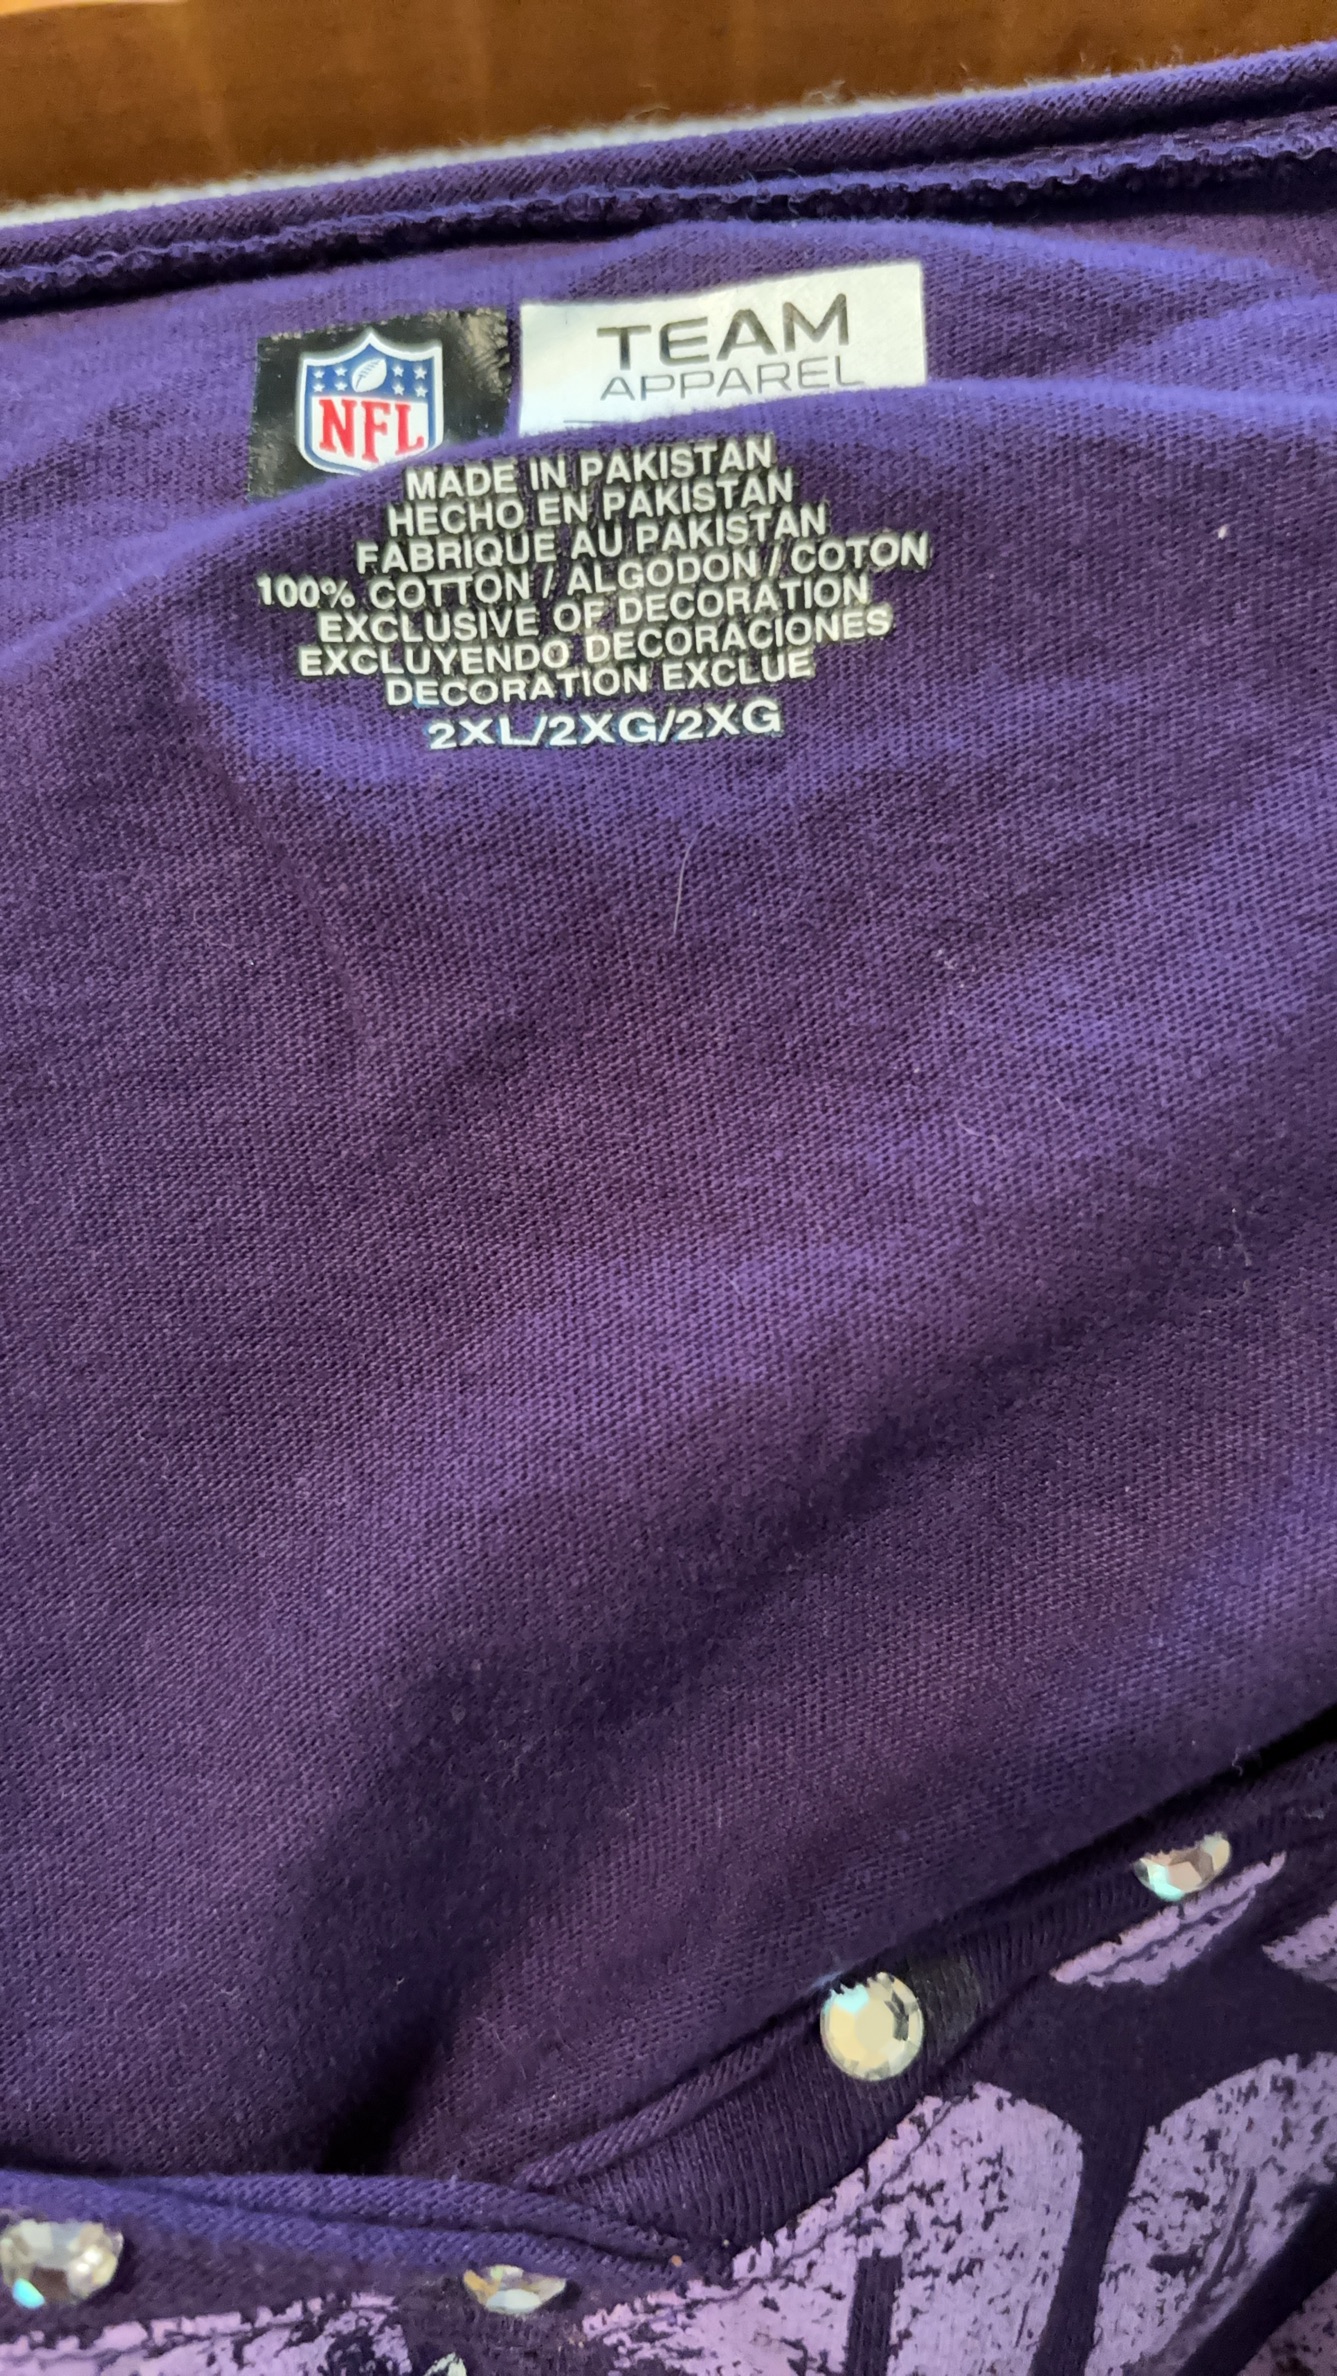 NFL
TEAM
APPAREL
MADE IN PAKISTAN
HECHO EN PAKISTAN
FABRIQUE AU PAKISTAN
100% COTTON / ALGODON / COTON
EXCLUSIVE OF DECORATION
EXCLUYENDO DECORACIONES
DECORATION EXCLUE
2XL/2XG/2XG